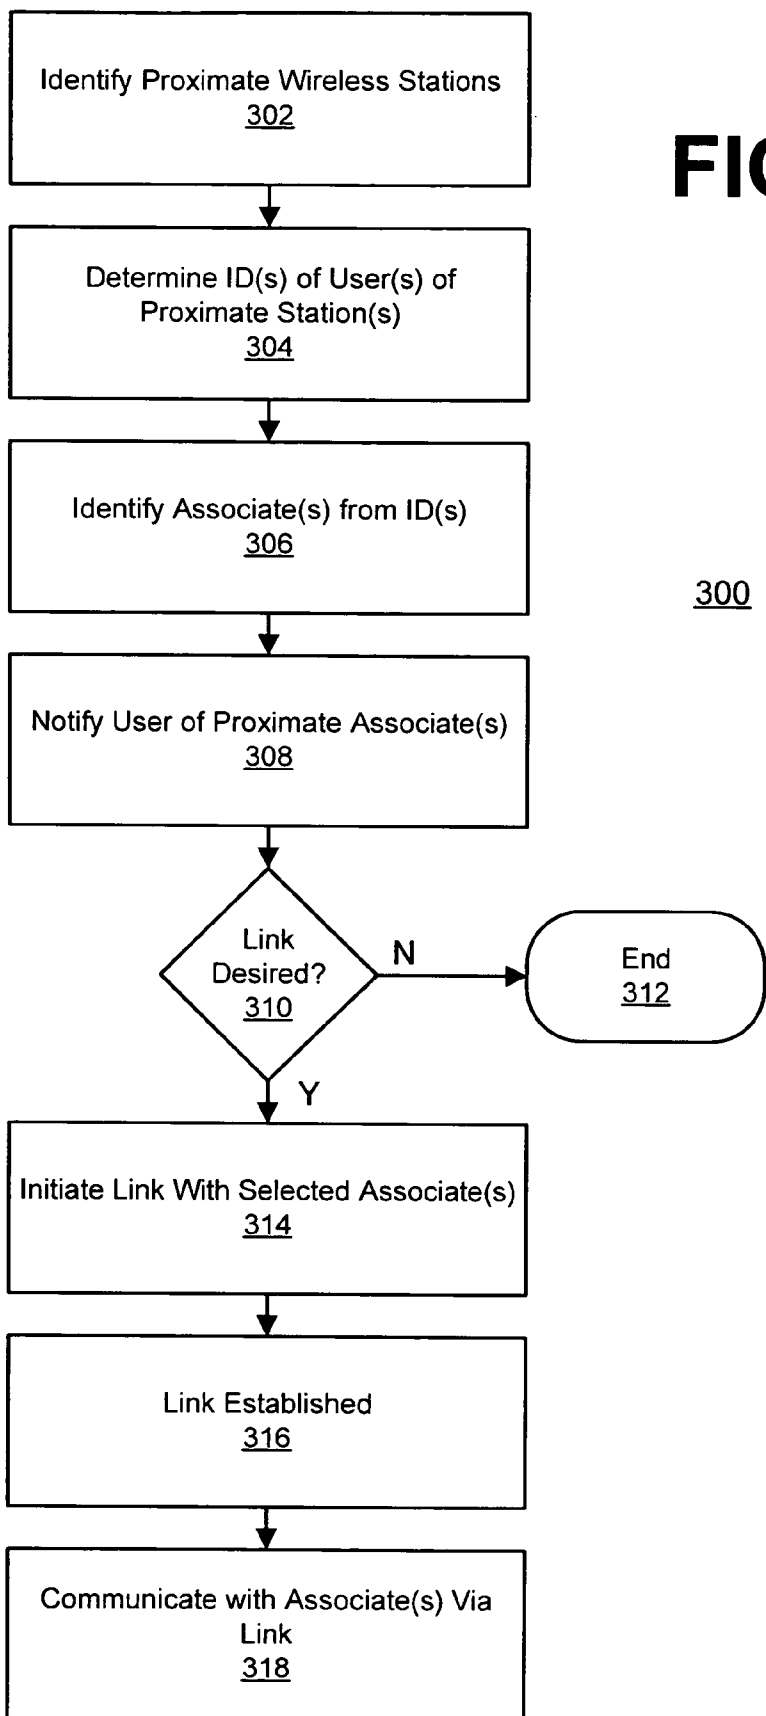 Identify Proximate Wireless Stations
302
Determine ID(s) of User(s) of
Proximate Station(s)
304
Identify Associate(s) from ID(s)
306
300
Notify User of Proximate Associate(s)
308
Link
Desired?
310
N
End
312
Y
Initiate Link With Selected Associate(s)
314
Link Established
316
Communicate with Associate(s) Via
Link
318